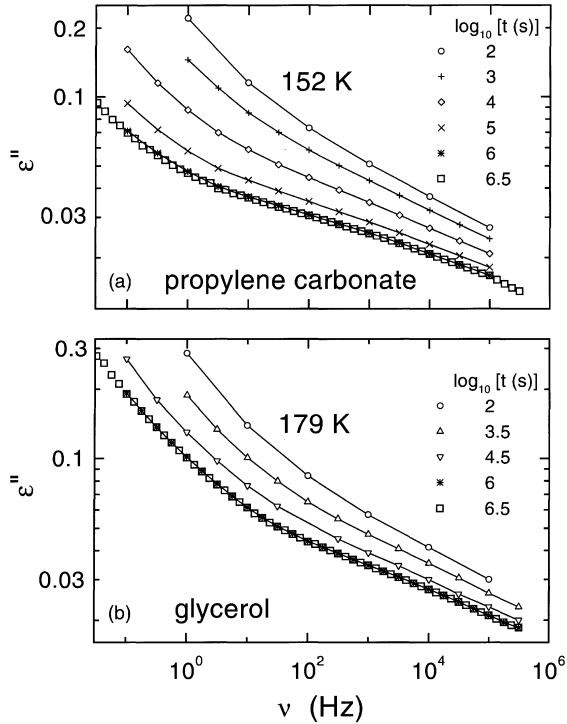 0.2
log10 [t (s)]
2
152 K
3
0.1
4
5
6
ε"
6.5
0.03
(a) propylene carbonate
0.3
log10 [t (s)]
2
179 K
3.5
4.5
0.1
6
ε"
6.5
0.03
(b) glycerol
10^0 10^2 10^4 10^6
ν (Hz)